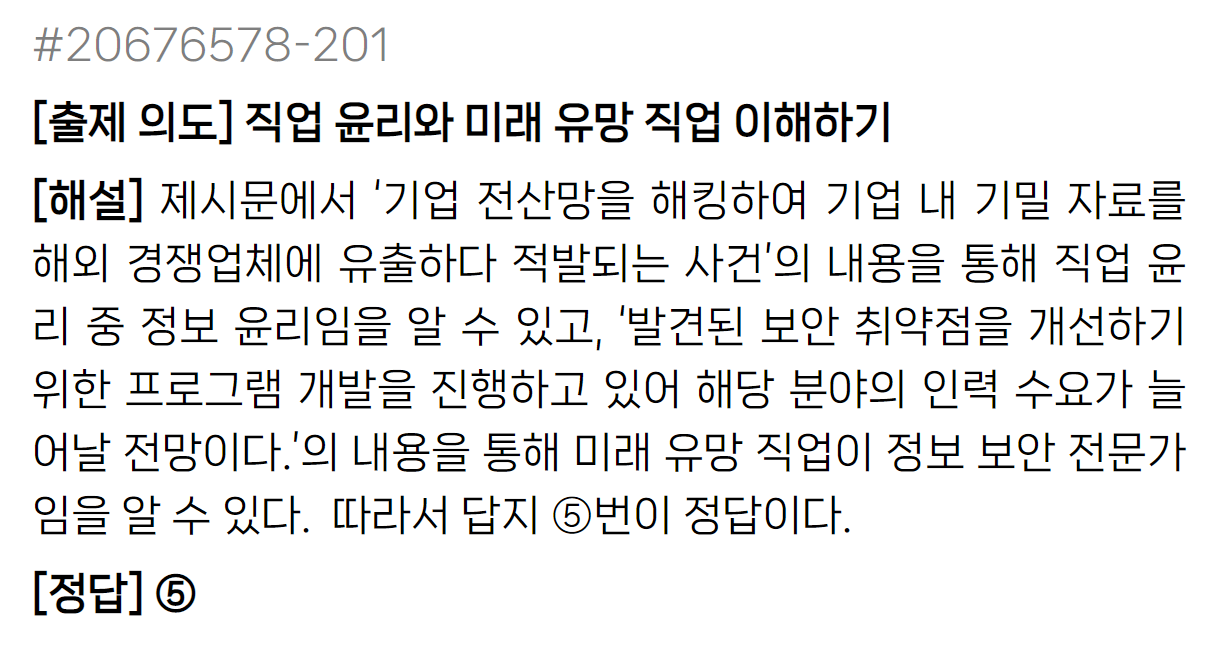 #20676578-201
[출제 의도] 직업 윤리와 미래 유망 직업 이해하기
[해설] 제시문에서 '기업 전산망을 해킹하여 기업 내 기밀 자료를
해외 경쟁업체에 유출하다 적발되는 사건'의 내용을 통해 직업 윤
리 중 정보 윤리임을 알 수 있고, '발견된 보안 취약점을 개선하기
위한 프로그램 개발을 진행하고 있어 해당 분야의 인력 수요가 늘
어날 전망이다.'의 내용을 통해 미래 유망 직업이 정보 보안 전문가
임을 알 수 있다. 따라서 답지 ⑤번이 정답이다.
[정답] ⑤